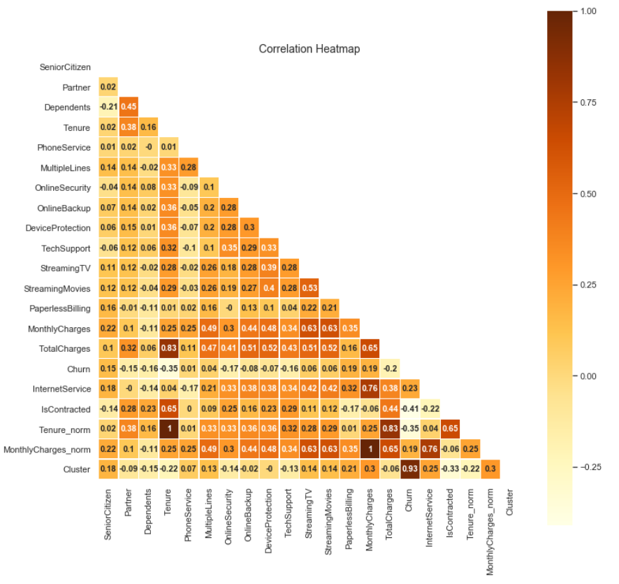 Correlation Heatmap
SeniorCitizen
Partner 0.02
Dependents -0.21 0.45
Tenure 0.02 0.38 0.16
PhoneService 0.01 0.02 -0 0.01
MultipleLines 0.14 0.14 -0.02 0.33 0.28
OnlineSecurity -0.04 0.14 0.08 0.33 -0.09 0.1
OnlineBackup 0.07 0.14 0.02 0.36 -0.05 0.2 0.28
DeviceProtection 0.06 0.15 0.01 0.36 -0.07 0.2 0.28 0.3
TechSupport -0.06 0.12 0.06 0.32 -0.1 0.1 0.35 0.29 0.33
StreamingTV 0.11 0.12 -0.02 0.28 -0.02 0.26 0.18 0.28 0.39 0.28
StreamingMovies 0.12 0.12 -0.04 0.29 -0.03 0.26 0.19 0.27 0.4 0.28 0.53
PaperlessBilling 0.16 -0.01 -0.11 0.01 0.02 0.16 -0 0.13 0.1 0.04 0.22 0.21
MonthlyCharges 0.22 0.1 -0.11 0.25 0.25 0.49 0.3 0.44 0.48 0.34 0.63 0.63 0.35
TotalCharges 0.1 0.32 0.06 0.83 0.11 0.47 0.41 0.51 0.52 0.43 0.51 0.52 0.16 0.65
Churn 0.15 -0.15 -0.16 -0.35 0.01 0.04 -0.17 -0.08 -0.07 -0.16 0.06 0.06 0.19 0.19 -0.2
InternetService 0.18 -0 -0.14 0.04 -0.17 0.21 0.33 0.38 0.38 0.34 0.42 0.42 0.32 0.76 0.38 0.23
IsContracted -0.14 0.28 0.23 0.65 0 0.09 0.25 0.16 0.23 0.29 0.11 0.12 -0.17 -0.06 0.44 -0.41 -0.22
Tenure_norm 0.02 0.38 0.16 1 0.01 0.33 0.33 0.36 0.36 0.32 0.28 0.29 0.01 0.25 0.83 -0.35 0.04 0.65
MonthlyCharges_norm 0.22 0.1 -0.11 0.25 0.25 0.49 0.3 0.44 0.48 0.34 0.63 0.63 0.35 1 0.65 0.19 0.76 -0.06 0.25
Cluster 0.18 -0.09 -0.15 -0.22 0.07 0.13 -0.14 -0.02 -0 -0.13 0.14 0.14 0.21 0.3 -0.06 0.93 0.25 -0.33 -0.22 0.3
SeniorCitizen
Partner
Dependents
Tenure
PhoneService
MultipleLines
OnlineSecurity
OnlineBackup
DeviceProtection
TechSupport
StreamingTV
StreamingMovies
PaperlessBilling
MonthlyCharges
TotalCharges
Churn
InternetService
IsContracted
Tenure_norm
MonthlyCharges_norm
Cluster
1.00
0.75
0.50
0.25
0.00
-0.25